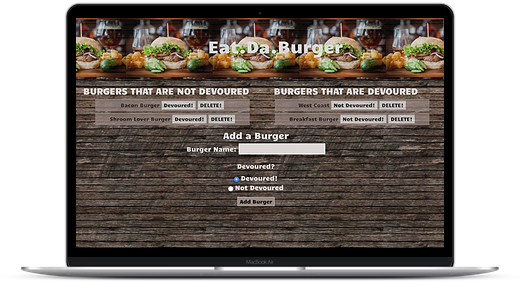 Eat.Da.Burger
BURGERS THAT ARE NOT DEVOURED
Bacon Burger Devoured! DELETE!
Shroom Lover Burger Devoured! DELETE!
BURGERS THAT ARE DEVOURED
West Coast Not Devoured! DELETE!
Breakfast Burger Not Devoured! DELETE!
Add a Burger
Burger Name:
Devoured?
Devoured!
Not Devoured
Add Burger
MacBook Air